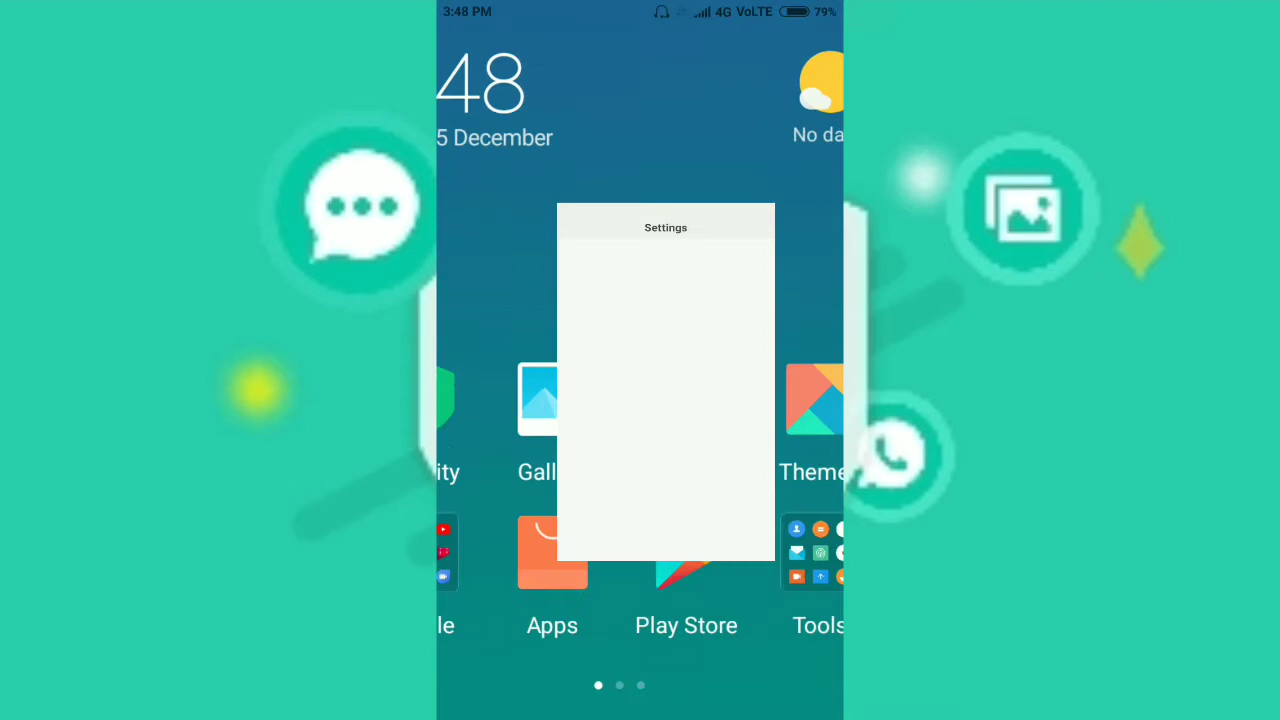 3:48 PM 4G VoLTE 79%
48
5 December
No da
Settings
ity Gall Theme
le Apps Play Store Tools